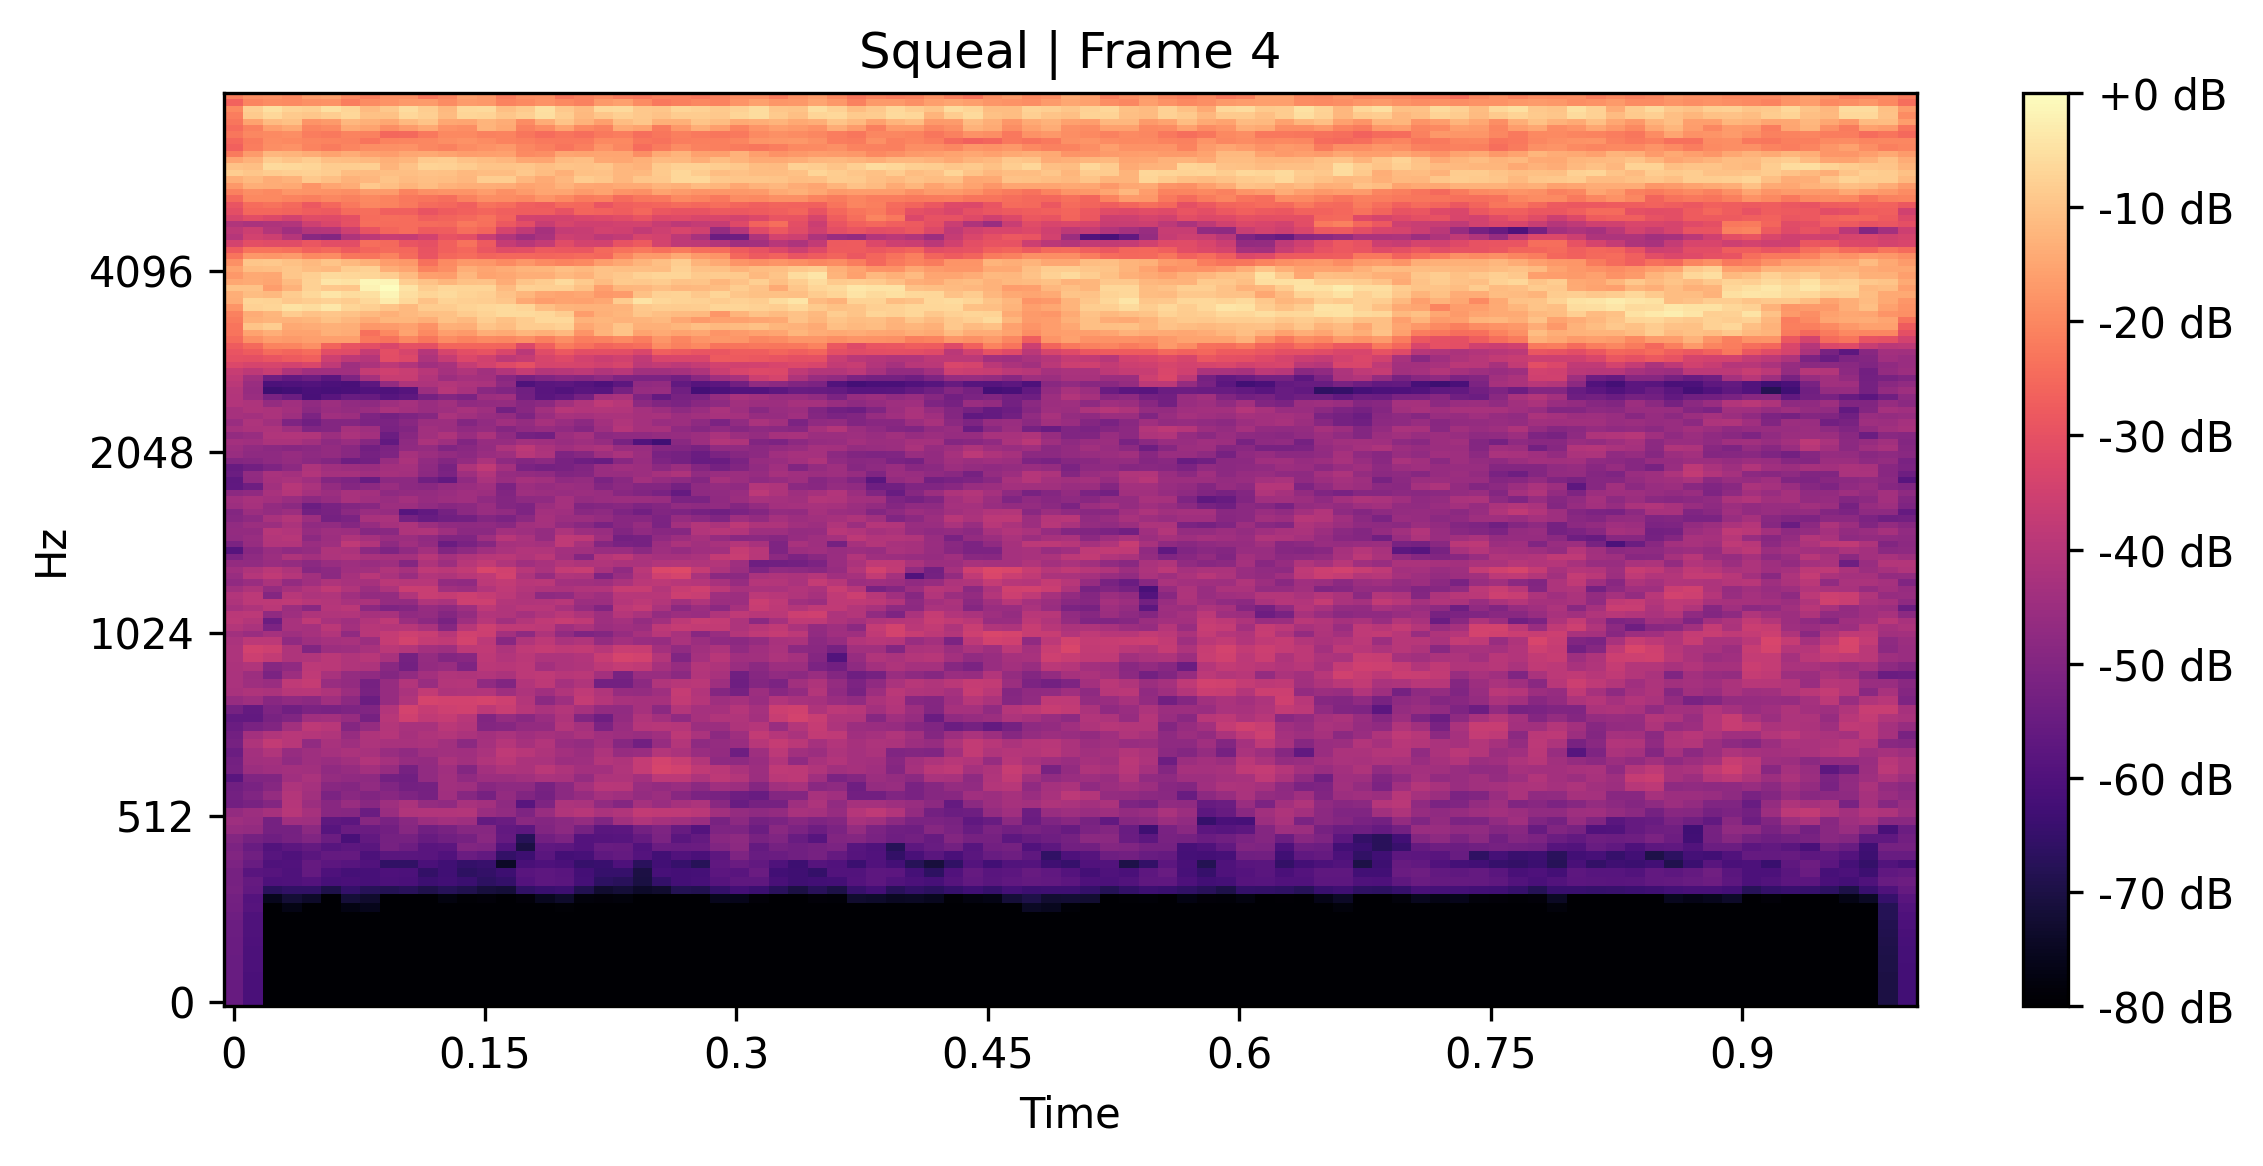 Squeal | Frame 4
Hz
4096
2048
1024
512
0
0 0.15 0.3 0.45 0.6 0.75 0.9
Time
+0 dB
-10 dB
-20 dB
-30 dB
-40 dB
-50 dB
-60 dB
-70 dB
-80 dB